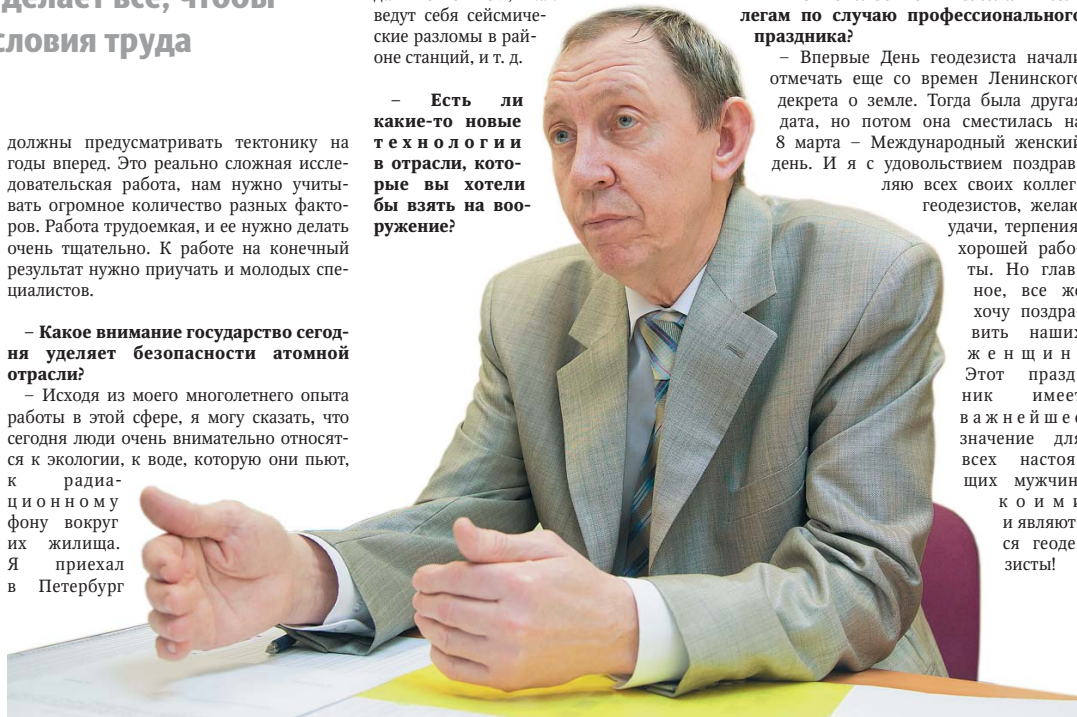 делает все, чтобы
словия труда
должны предусматривать тектонику на
годы вперед. Это реально сложная иссле-
довательская работа, нам нужно учиты-
вать огромное количество разных факто-
ров. Работа трудоемкая, и ее нужно делать
очень тщательно. К работе на конечный
результат нужно приучать и молодых спе-
циалистов.
– Какое внимание государство сегод-
ня уделяет безопасности атомной
отрасли?
– Исходя из моего многолетнего опыта
работы в этой сфере, я могу сказать, что
сегодня люди очень внимательно относят-
ся к экологии, к воде, которую они пьют,
к радиа-
ционному
фону вокруг
их жилища.
Я приехал
в Петербург
ведут себя сейсмиче-
ские разломы в рай-
оне станций, и т. д.
– Есть ли
какие-то новые
технологии
в отрасли, кото-
рые вы хотели
бы взять на воо-
ружение?
легам по случаю профессионального
праздника?
– Впервые День геодезиста начали
отмечать еще со времен Ленинского
декрета о земле. Тогда была другая
дата, но потом она сместилась на
8 марта – Международный женский
день. И я с удовольствием поздрав-
ляю всех своих коллег-
геодезистов, желаю
удачи, терпения,
хорошей рабо-
ты. Но глав-
ное, все же
хочу поздра-
вить наших
женщин.
Этот празд-
ник имеет
важнейшее
значение для
всех настоя-
щих мужчин,
коими
и являют-
ся геоде-
зисты!